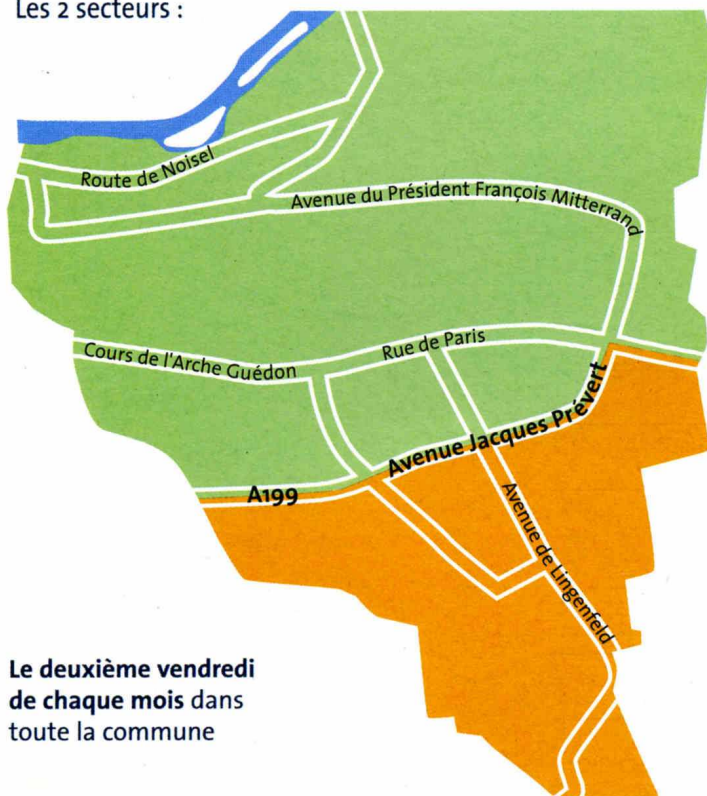 Les 2 secteurs :
Route de Noisel
Avenue du Président François Mitterrand
Cours de l'Arche Guédon
Rue de Paris
Avenue Jacques Prévert
A199
Avenue de Lingenfeld
Le deuxième vendredi
de chaque mois dans
toute la commune